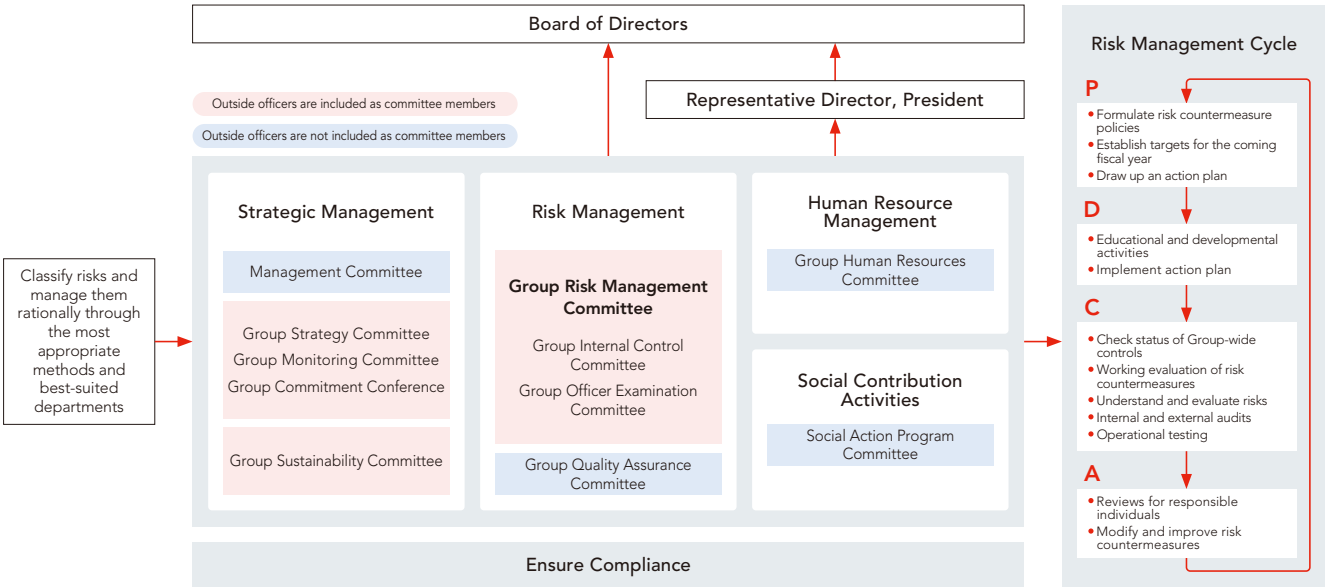 Board of Directors
Representative Director, President
Outside officers are included as committee members
Outside officers are not included as committee members
Classify risks and
manage them
rationally through
the most
appropriate
methods and
best-suited
departments
Strategic Management
Management Committee
Group Strategy Committee
Group Monitoring Committee
Group Commitment Conference
Group Sustainability Committee
Risk Management
Group Risk Management
Committee
Group Internal Control
Committee
Group Officer Examination
Committee
Group Quality Assurance
Committee
Human Resource
Management
Group Human Resources
Committee
Social Contribution
Activities
Social Action Program
Committee
Ensure Compliance
Risk Management Cycle
P
• Formulate risk countermeasure
policies
• Establish targets for the coming
fiscal year
• Draw up an action plan
D
• Educational and developmental
activities
• Implement action plan
C
• Check status of Group-wide
controls
• Working evaluation of risk
countermeasures
• Understand and evaluate risks
• Internal and external audits
• Operational testing
A
• Reviews for responsible
individuals
• Modify and improve risk
countermeasures